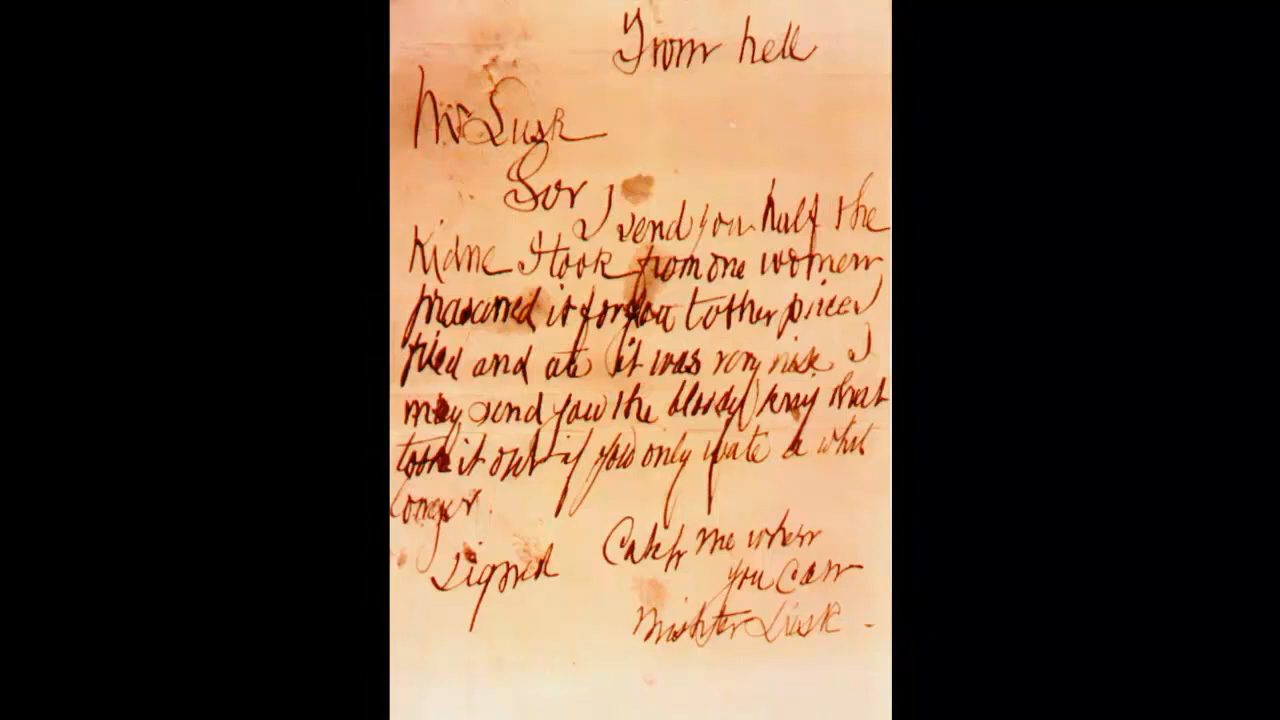 From hell
Mr Lusk
Sor
I send you half the
Kidne I took from one women
prasarved it for you tother piece I
fried and ate it was very nise I
may send you the bloody knif that
took it out if you only wate a whil
longer.
signed Catch me when
you Can
Mishter Lusk -